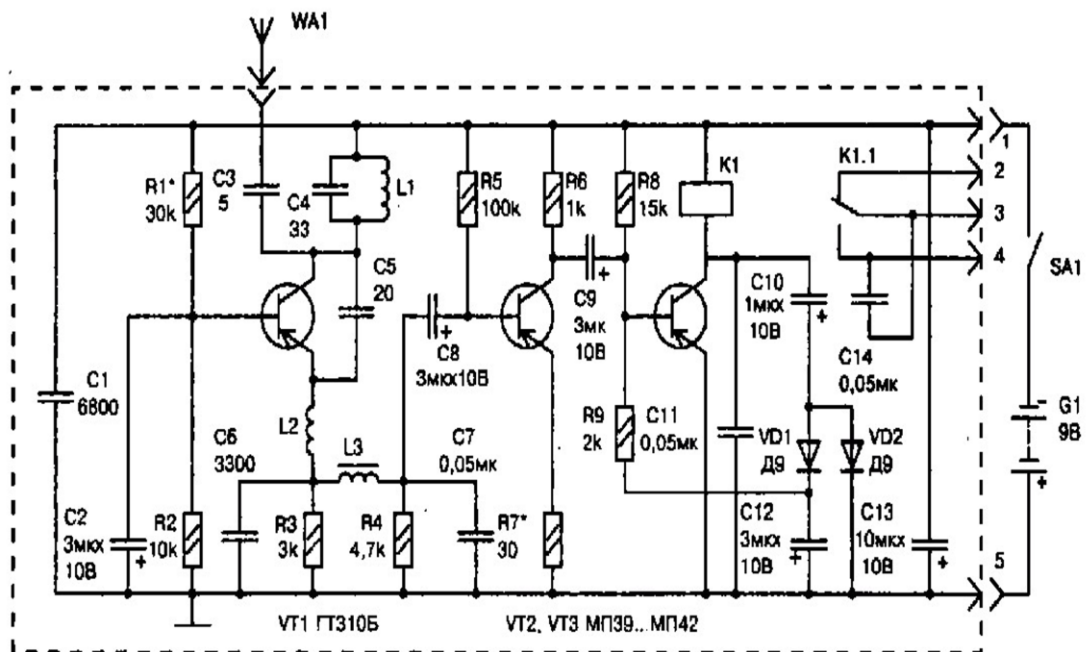 WA1
R1*
30k
C3
5
C4
33
L1
R5
100k
R6
1k
R8
15k
K1
K1.1
1
2
3
4
SA1
C5
20
C8
3мкх10В
C9
3мк
10В
C10
1мкх
10В
C14
0,05мк
C1
6800
L2
C6
3300
L3
C7
0,05мк
R9
2k
C11
0,05мк
VD1
Д9
VD2
Д9
G1
9В
C2
3мкх
10В
R2
10k
R3
3k
R4
4,7k
R7*
30
C12
3мкх
10В
C13
10мкх
10В
5
VT1 ГТ310Б
VT2, VT3 МП39...МП42